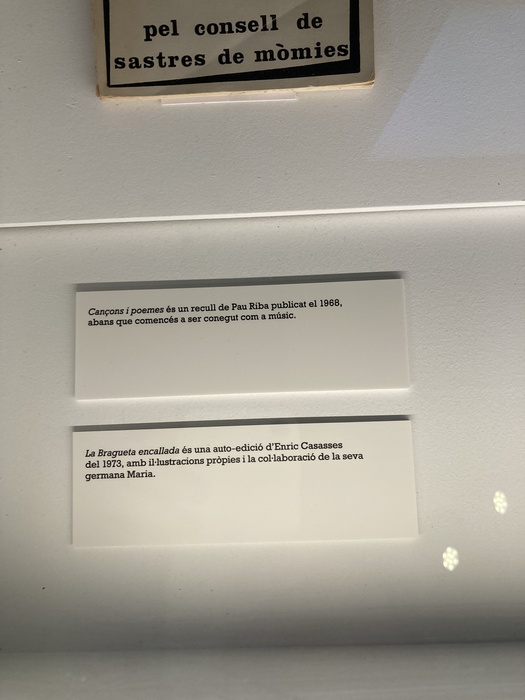 pel consell de
sastres de mòmies
Cançons i poemes és un recull de Pau Riba publicat el 1968,
abans que comencés a ser conegut com a músic.
La Bragueta encallada és una auto-edició d'Enric Casasses
del 1973, amb il·lustracions pròpies i la col·laboració de la seva
germana Maria.